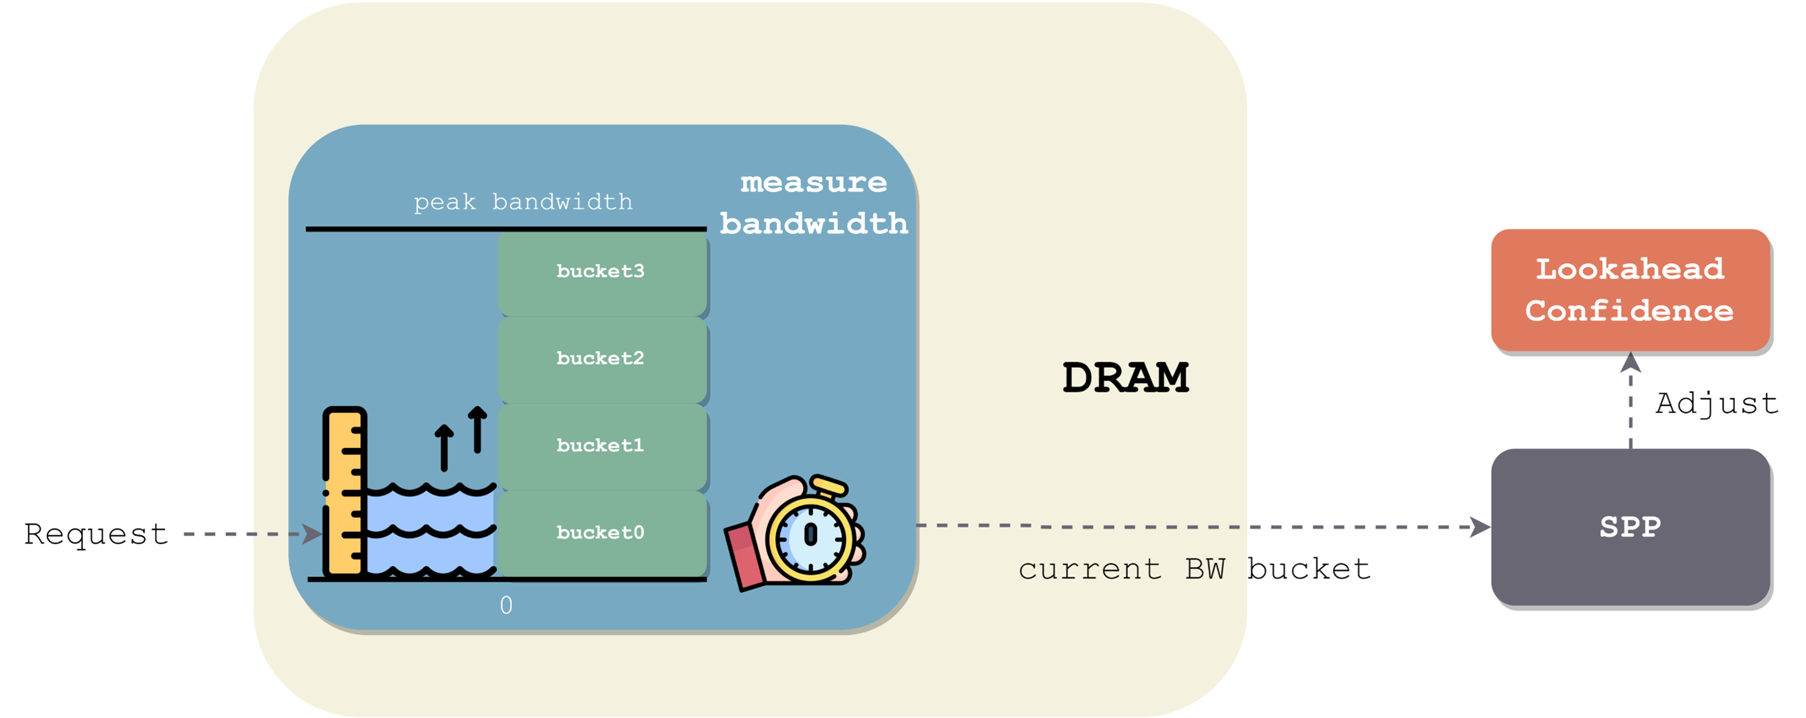 peak bandwidth
measure
bandwidth
bucket3
bucket2
bucket1
bucket0
0
Request
DRAM
current BW bucket
Lookahead
Confidence
Adjust
SPP